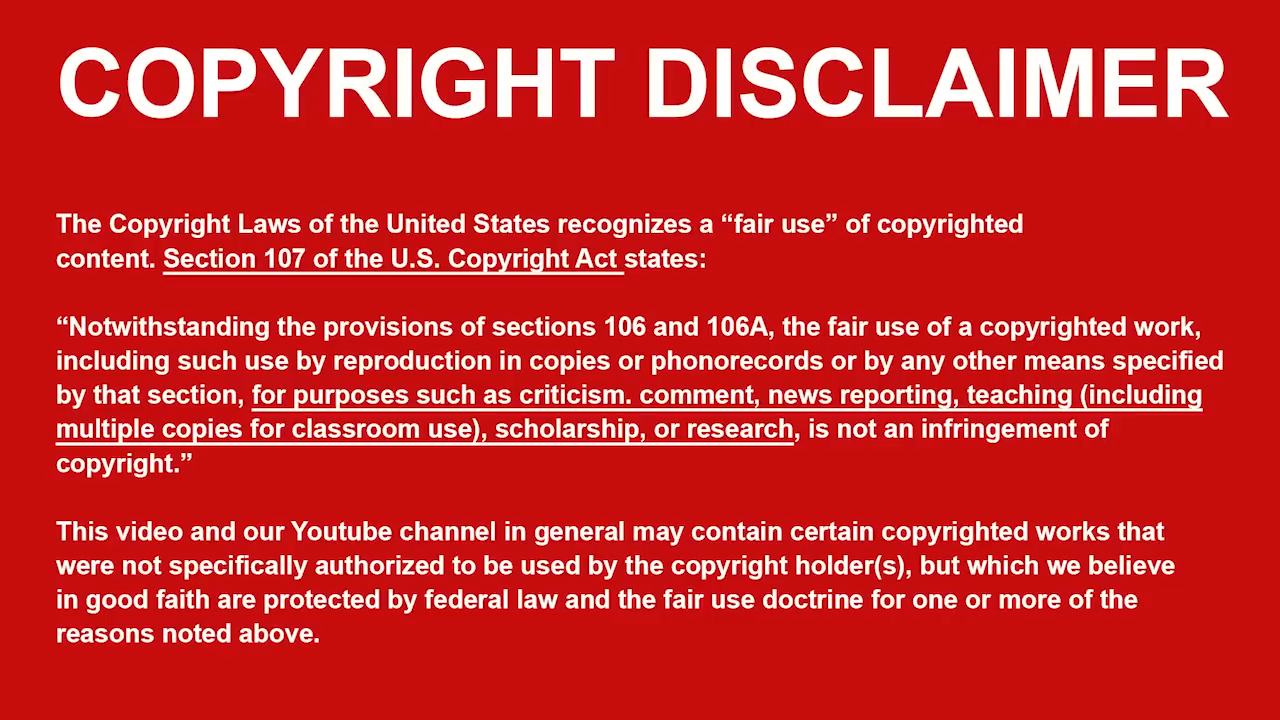 COPYRIGHT DISCLAIMER
The Copyright Laws of the United States recognizes a “fair use” of copyrighted
content. Section 107 of the U.S. Copyright Act states:
“Notwithstanding the provisions of sections 106 and 106A, the fair use of a copyrighted work,
including such use by reproduction in copies or phonorecords or by any other means specified
by that section, for purposes such as criticism. comment, news reporting, teaching (including
multiple copies for classroom use), scholarship, or research, is not an infringement of
copyright.”
This video and our Youtube channel in general may contain certain copyrighted works that
were not specifically authorized to be used by the copyright holder(s), but which we believe
in good faith are protected by federal law and the fair use doctrine for one or more of the
reasons noted above.